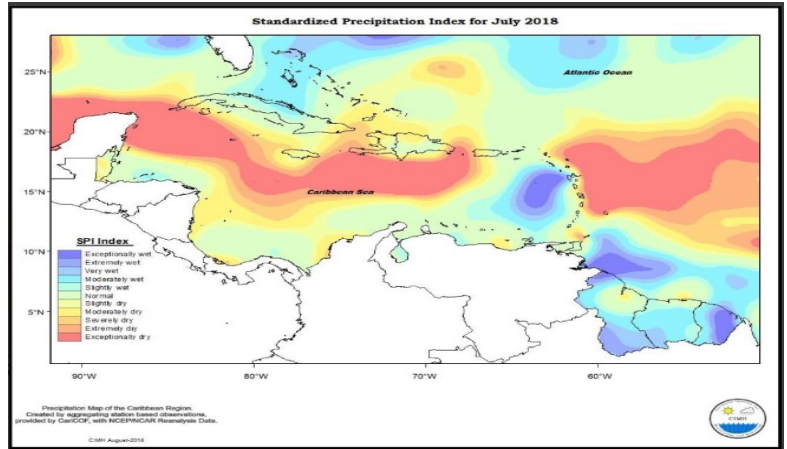 Standardized Precipitation Index for July 2018
25°N
Atlantic Ocean
20°N
15°N
Caribbean Sea
SPI Index
10°N
Exceptionally wet
Extremely wet
Very wet
Moderately wet
Slightly wet
Normal
5°N
Slightly dry
Moderately dry
Severely dry
Extremely dry
Exceptionally dry
90°W
80°W
70°W
60°W
Precipitation Map of the Caribbean Region.
Created by aggregating station based observations,
provided by CariCOF, with NCEP/NCAR Reanalysis Data.
CIMH August-2018
CIMH